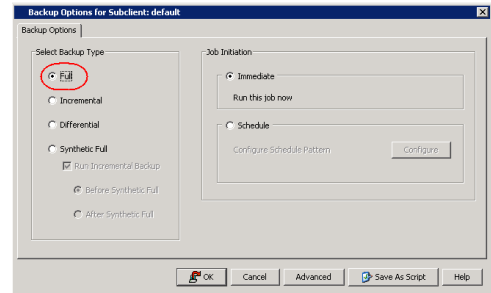 Backup Options for Subclient: default
Backup Options
Select Backup Type
Full
Incremental
Differential
Synthetic Full
Run Incremental Backup
Before Synthetic Full
After Synthetic Full
Job Initiation
Immediate
Run this job now
Schedule
Configure Schedule Pattern
Configure
OK
Cancel
Advanced
Save As Script
Help